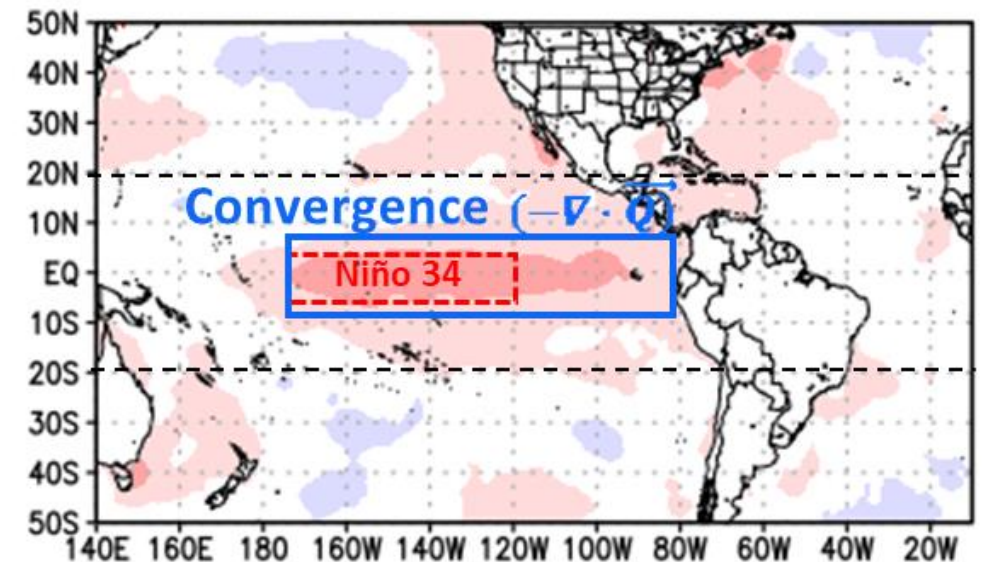 50N
40N
30N
20N
Convergence (−∇ · Q)
10N
EQ Niño 34
10S
20S
30S
40S
50S
140E 160E 180 160W 140W 120W 100W 80W 60W 40W 20W